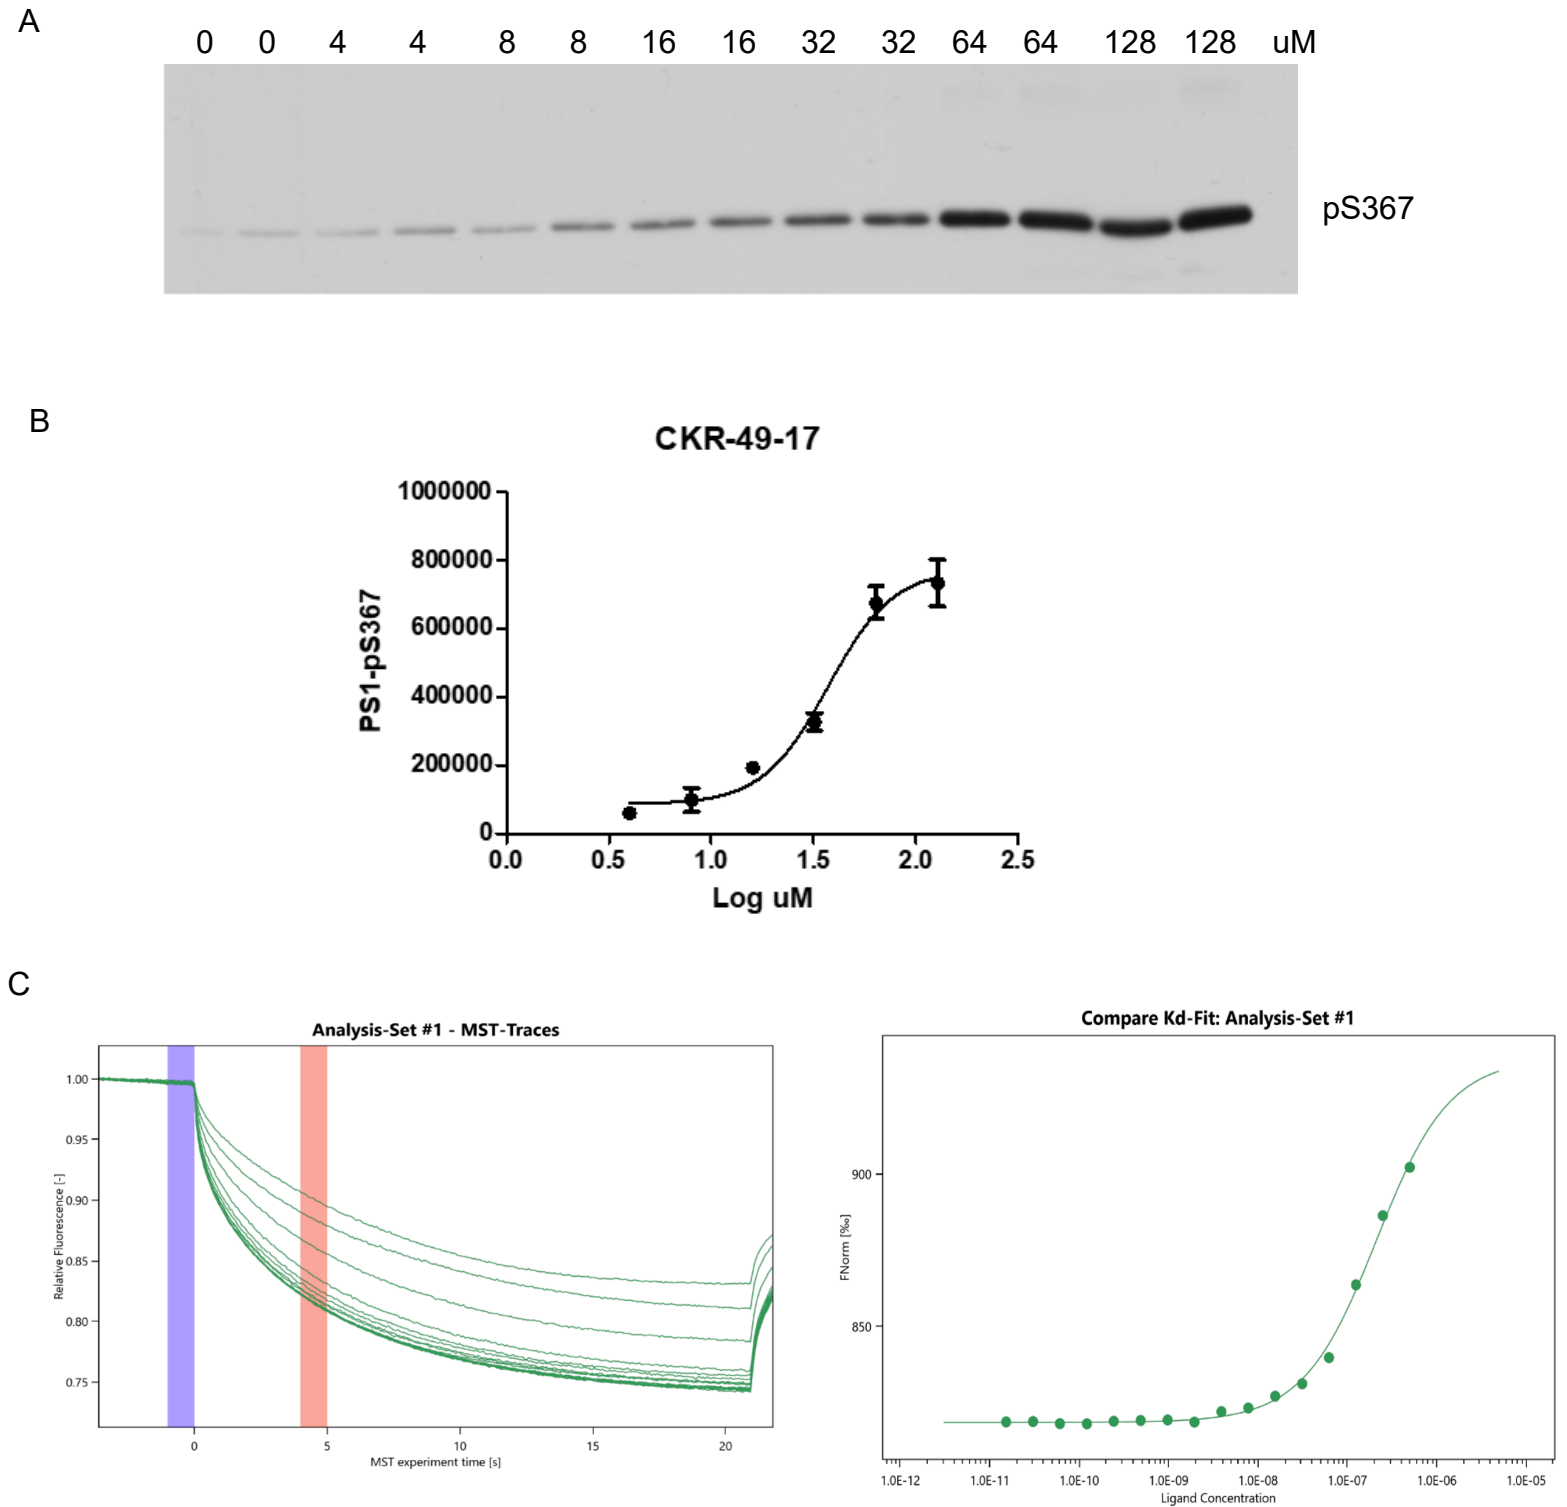 A
0 0 4 4 8 8 16 16 32 32 64 64 128 128 uM
pS367
B
CKR-49-17
1000000
800000
600000
400000
200000
0
PS1-pS367
0.0 0.5 1.0 1.5 2.0 2.5
Log uM
C
Analysis-Set #1 - MST-Traces
1.00
0.95
0.90
0.85
0.80
0.75
Relative Fluorescence [-]
0 5 10 15 20
MST experiment time [s]
Compare Kd-Fit: Analysis-Set #1
900
850
FNorm [‰]
1.0E-12 1.0E-11 1.0E-10 1.0E-09 1.0E-08 1.0E-07 1.0E-06 1.0E-05
Ligand Concentration